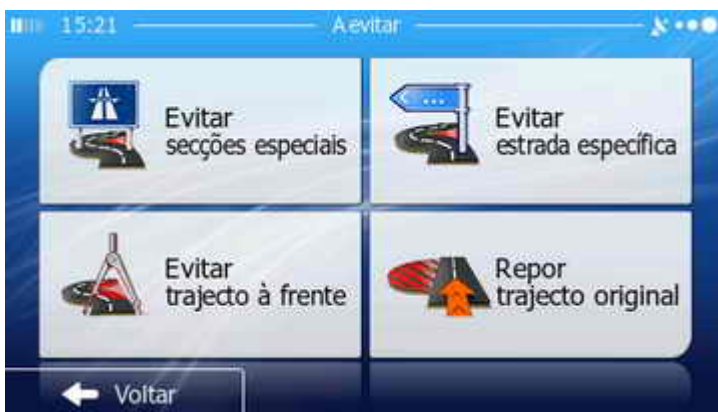 15:21 A evitar
Evitar
secções especiais
Evitar
estrada específica
...
Evitar
trajecto à frente
Repor
trajecto original
Voltar